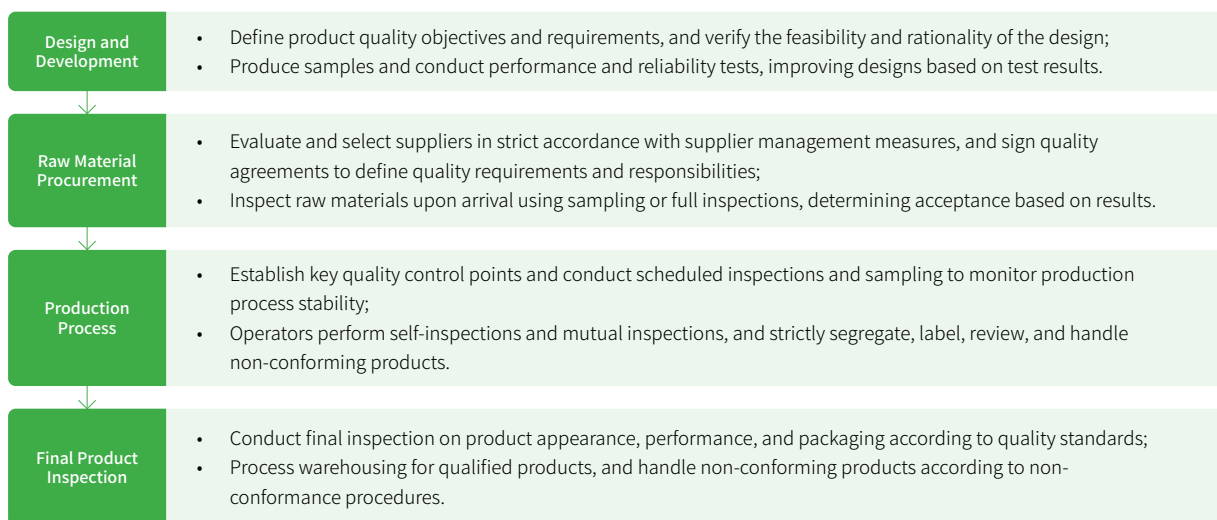 Design and
Development
• Define product quality objectives and requirements, and verify the feasibility and rationality of the design;
• Produce samples and conduct performance and reliability tests, improving designs based on test results.
Raw Material
Procurement
• Evaluate and select suppliers in strict accordance with supplier management measures, and sign quality
agreements to define quality requirements and responsibilities;
• Inspect raw materials upon arrival using sampling or full inspections, determining acceptance based on results.
Production
Process
• Establish key quality control points and conduct scheduled inspections and sampling to monitor production
process stability;
• Operators perform self-inspections and mutual inspections, and strictly segregate, label, review, and handle
non-conforming products.
Final Product
Inspection
• Conduct final inspection on product appearance, performance, and packaging according to quality standards;
• Process warehousing for qualified products, and handle non-conforming products according to non-
conformance procedures.